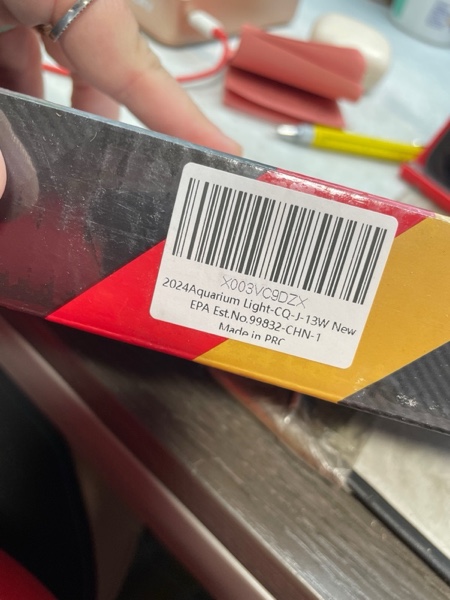 X003VC9DZX
2024Aquarium Light-CQ-J-13W New
EPA Est.No.99832-CHN-1
Made in PRC